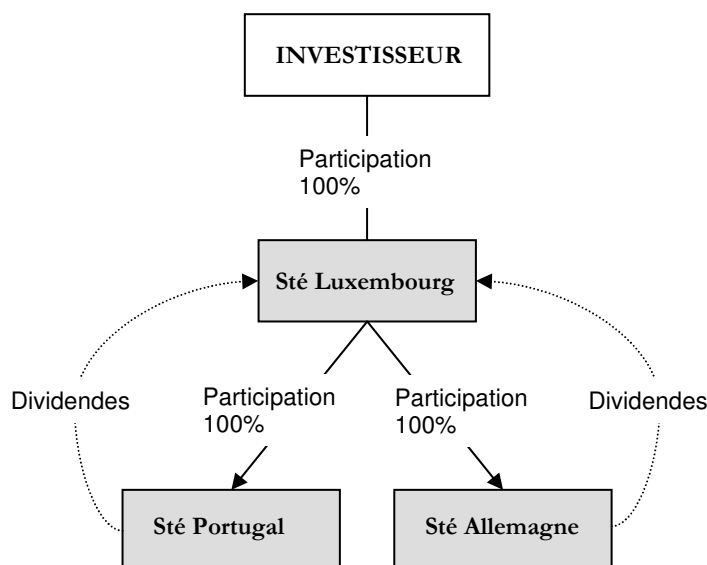 INVESTISSEUR
Participation
100%
Sté Luxembourg
Dividendes
Participation
100%
Participation
100%
Dividendes
Sté Portugal
Sté Allemagne